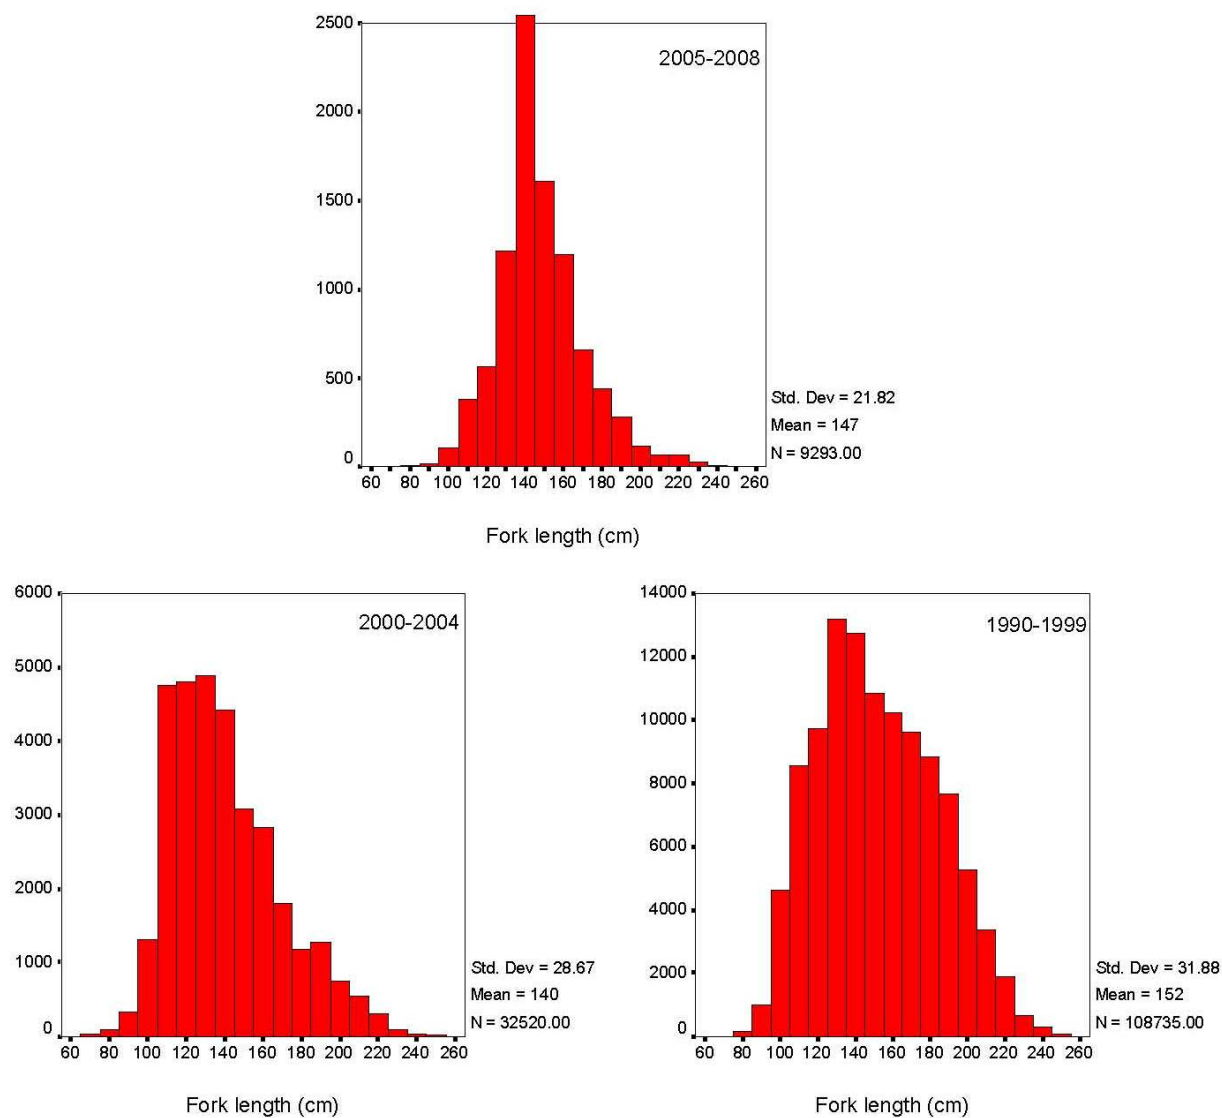 2500
2005-2008
2000
1500
1000
500
Std. Dev = 21.82
Mean = 147
N = 9293.00
0
60 80 100 120 140 160 180 200 220 240 260
Fork length (cm)
6000
2000-2004
5000
4000
3000
2000
1000
Std. Dev = 28.67
Mean = 140
N = 32520.00
0
60 80 100 120 140 160 180 200 220 240 260
Fork length (cm)
14000
1990-1999
12000
10000
8000
6000
4000
2000
Std. Dev = 31.88
Mean = 152
N = 108735.00
0
60 80 100 120 140 160 180 200 220 240 260
Fork length (cm)